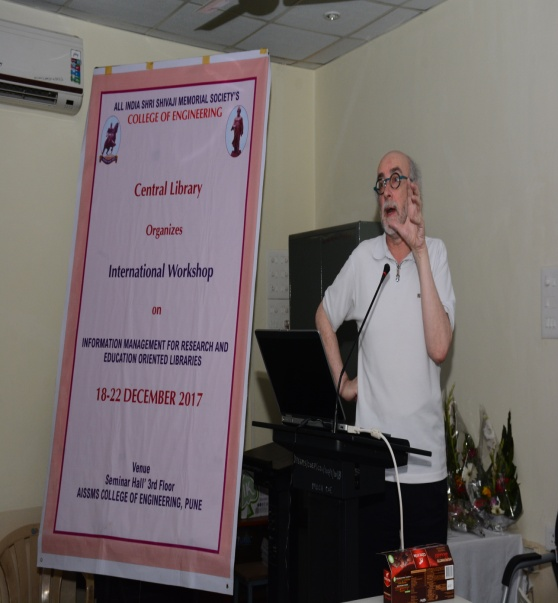 ALL INDIA SHRI SHIVAJI MEMORIAL SOCIETY'S
COLLEGE OF ENGINEERING
Central Library
Organizes
International Workshop
on
INFORMATION MANAGEMENT FOR RESEARCH AND
EDUCATION ORIENTED LIBRARIES
18-22 DECEMBER 2017
Venue
Seminar Hall' 3rd Floor
AISSMS COLLEGE OF ENGINEERING, PUNE